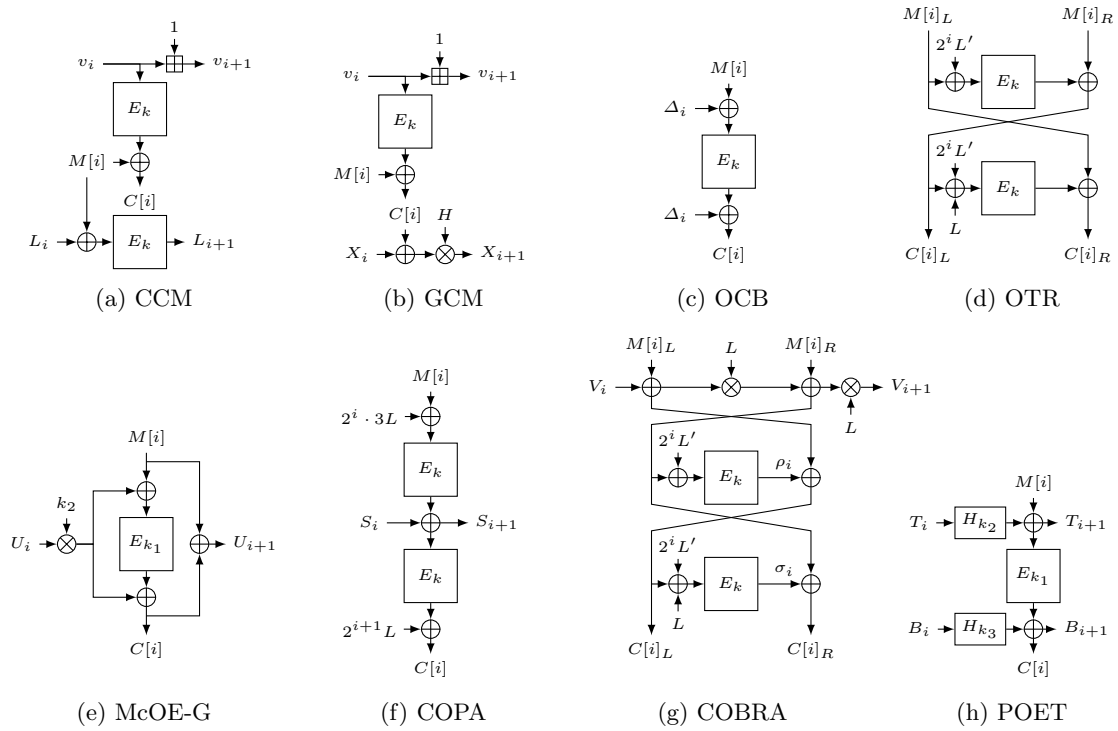 1
v_i v_{i+1}
E_k
M[i]
C[i]
L_i E_k L_{i+1}
(a) CCM
1
v_i v_{i+1}
E_k
M[i]
C[i] H
X_i X_{i+1}
(b) GCM
M[i]
Δ_i
E_k
Δ_i
C[i]
(c) OCB
M[i]_L M[i]_R
2^i L′
E_k
2^i L′
E_k
L
C[i]_L C[i]_R
(d) OTR
M[i]
k_2
U_i E_{k_1} U_{i+1}
C[i]
(e) McOE-G
M[i]
2^i · 3L
E_k
S_i S_{i+1}
E_k
2^{i+1}L
C[i]
(f) COPA
M[i]_L L M[i]_R
V_i V_{i+1}
L
2^i L′
E_k ρ_i
2^i L′
E_k σ_i
L
C[i]_L C[i]_R
(g) COBRA
M[i]
T_i H_{k_2} T_{i+1}
E_{k_1}
B_i H_{k_3} B_{i+1}
C[i]
(h) POET